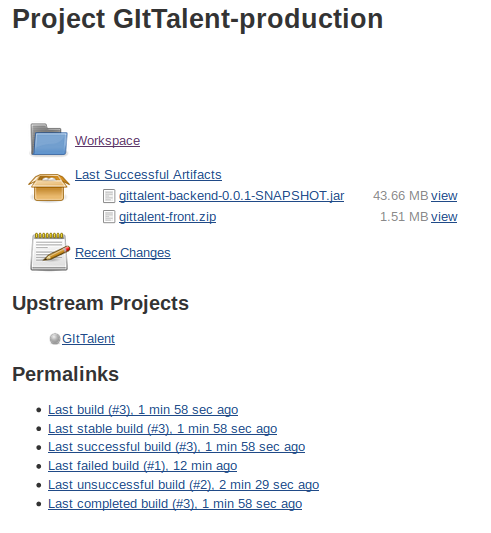 Project GItTalent-production
Workspace
Last Successful Artifacts
gittalent-backend-0.0.1-SNAPSHOT.jar 43.66 MB view
gittalent-front.zip 1.51 MB view
Recent Changes
Upstream Projects
GItTalent
Permalinks
Last build (#3), 1 min 58 sec ago
Last stable build (#3), 1 min 58 sec ago
Last successful build (#3), 1 min 58 sec ago
Last failed build (#1), 12 min ago
Last unsuccessful build (#2), 2 min 29 sec ago
Last completed build (#3), 1 min 58 sec ago